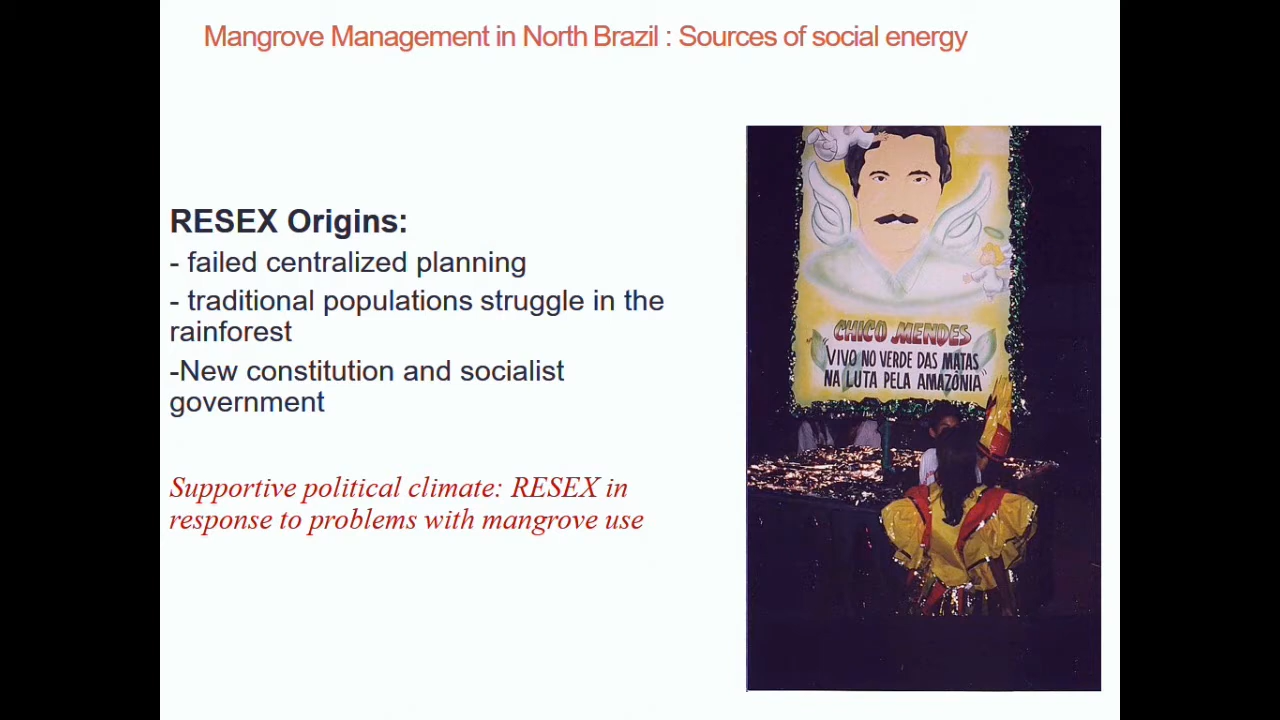 Mangrove Management in North Brazil : Sources of social energy
RESEX Origins:
- failed centralized planning
- traditional populations struggle in the
rainforest
-New constitution and socialist
government
Supportive political climate: RESEX in
response to problems with mangrove use
CHICO MENDES
"VIVO NO VERDE DAS MATAS
NA LUTA PELA AMAZÔNIA"